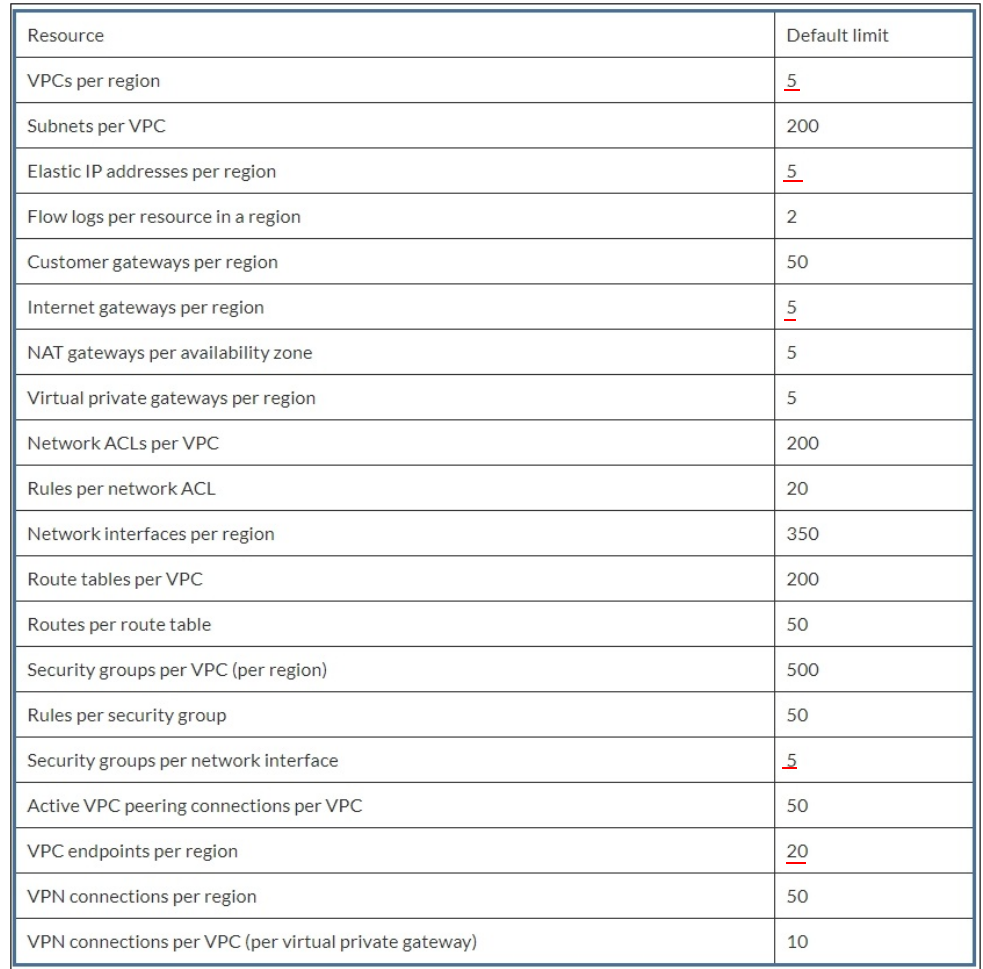 Resource Default limit
VPCs per region 5
Subnets per VPC 200
Elastic IP addresses per region 5
Flow logs per resource in a region 2
Customer gateways per region 50
Internet gateways per region 5
NAT gateways per availability zone 5
Virtual private gateways per region 5
Network ACLs per VPC 200
Rules per network ACL 20
Network interfaces per region 350
Route tables per VPC 200
Routes per route table 50
Security groups per VPC (per region) 500
Rules per security group 50
Security groups per network interface 5
Active VPC peering connections per VPC 50
VPC endpoints per region 20
VPN connections per region 50
VPN connections per VPC (per virtual private gateway) 10